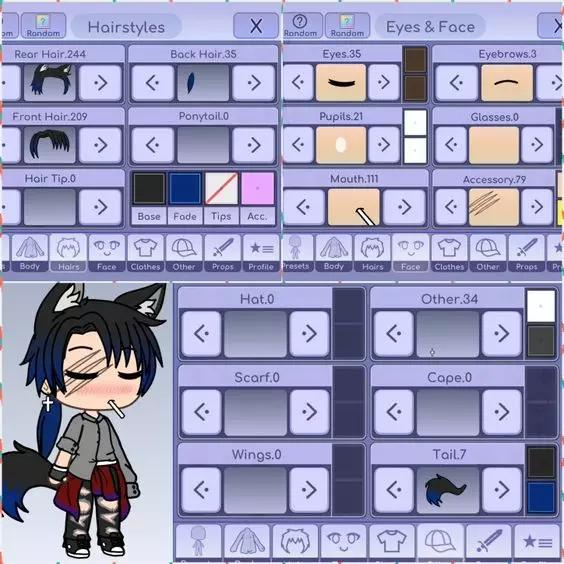 om
Random
Hairstyles
X
Rear Hair.244
Back Hair.35
Front Hair.209
Ponytail.0
Hair Tip.0
Base
Fade
Tips
Acc.
Body
Hairs
Face
Clothes
Other
Props
Profile
?
Random
Random
Eyes & Face
X
Eyes.35
Eyebrows.3
Pupils.21
Glasses.0
Mouth.111
Accessory.79
Presets
Body
Hairs
Face
Clothes
Other
Props
Hat.0
Other.34
Scarf.0
Cape.0
Wings.0
Tail.7